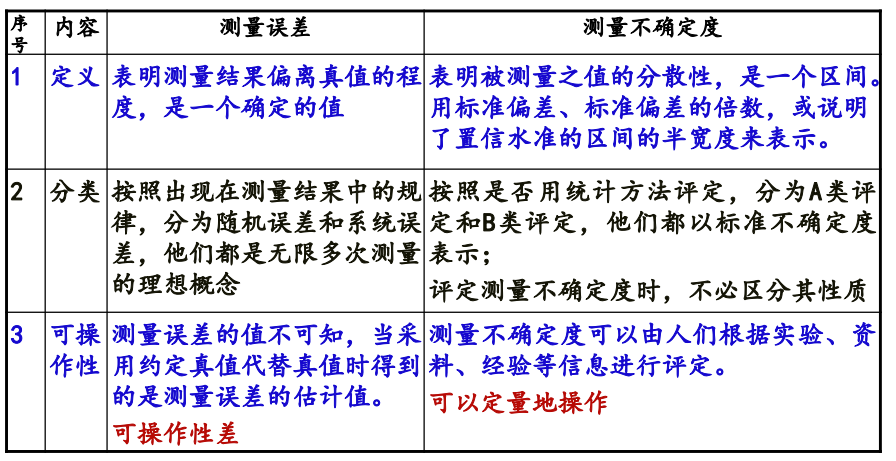 序号 内容 测量误差 测量不确定度
1 定义 表明测量结果偏离真值的程度，是一个确定的值
表明被测量之值的分散性，是一个区间。
用标准偏差、标准偏差的倍数，或说明
了置信水准的区间的半宽度来表示。
2 分类 按照出现在测量结果中的规
律，分为随机误差和系统误
差，他们都是无限多次测量
的理想概念
按照是否用统计方法评定，分为A类评
定和B类评定，他们都以标准不确定度
表示；
评定测量不确定度时，不必区分其性质
3 可操作性 测量误差的值不可知，当采
用约定真值代替真值时得到
的是测量误差的估计值。
可操作性差
测量不确定度可以由人们根据实验、资
料、经验等信息进行评定。
可以定量地操作